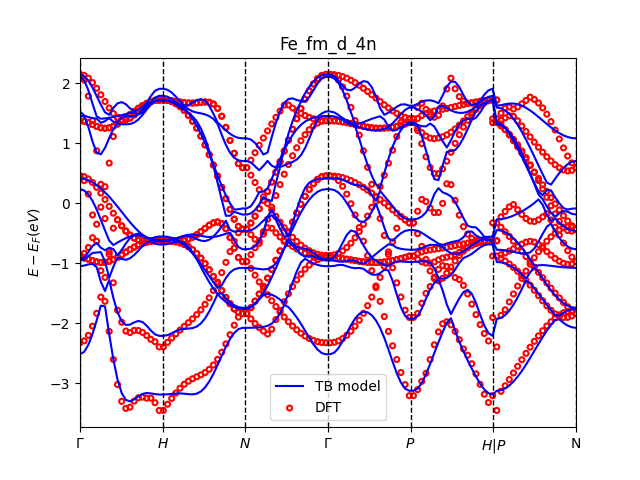 Fe_fm_d_4n
E − E_F(eV)
2
1
0
−1
−2
−3
TB model
DFT
Γ H N Γ P H|P N